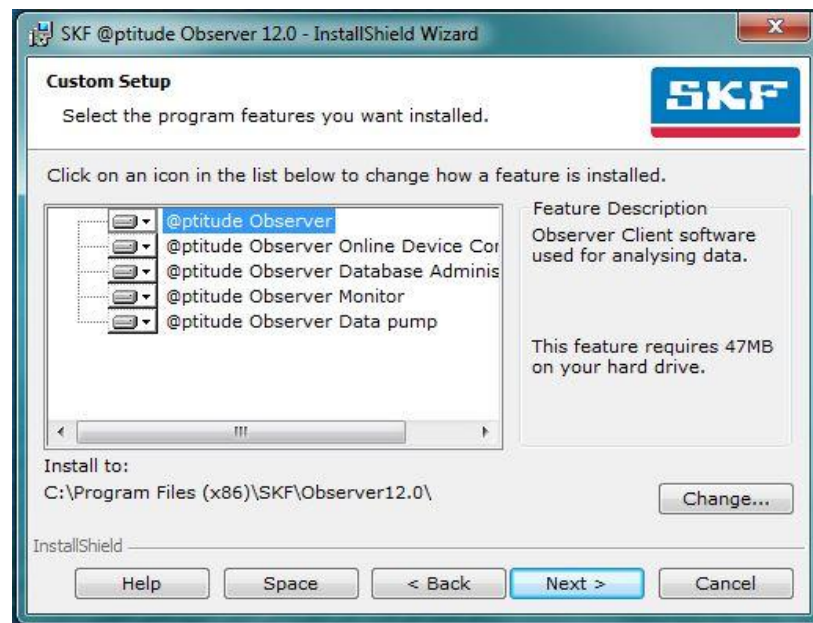 SKF @ptitude Observer 12.0 - InstallShield Wizard
Custom Setup
Select the program features you want installed.
SKF
Click on an icon in the list below to change how a feature is installed.
@ptitude Observer
@ptitude Observer Online Device Cor
@ptitude Observer Database Adminis
@ptitude Observer Monitor
@ptitude Observer Data pump
Feature Description
Observer Client software
used for analysing data.
This feature requires 47MB
on your hard drive.
Install to:
C:\Program Files (x86)\SKF\Observer12.0\
Change...
InstallShield
Help
Space
< Back
Next >
Cancel